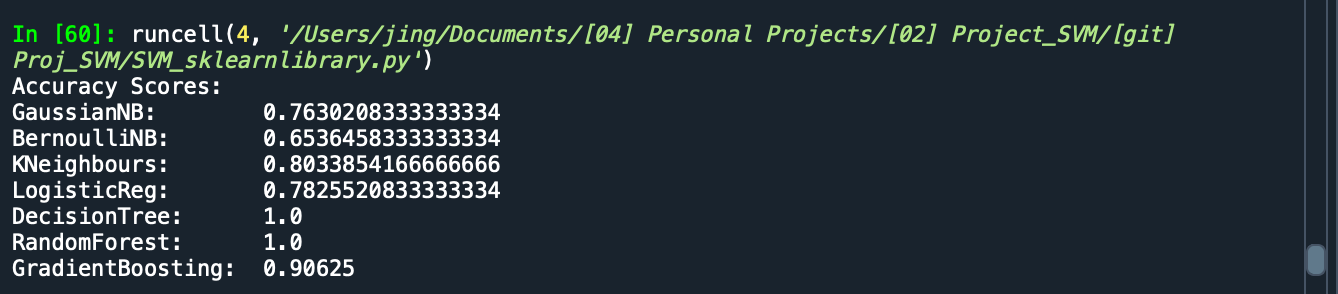 In [60]: runcell(4, '/Users/jing/Documents/[04] Personal Projects/[02] Project_SVM/[git]
Proj_SVM/SVM_sklearnlibrary.py')
Accuracy Scores:
GaussianNB:        0.7630208333333334
BernoulliNB:       0.6536458333333334
KNeighbours:       0.8033854166666666
LogisticReg:       0.7825520833333334
DecisionTree:      1.0
RandomForest:      1.0
GradientBoosting:  0.90625